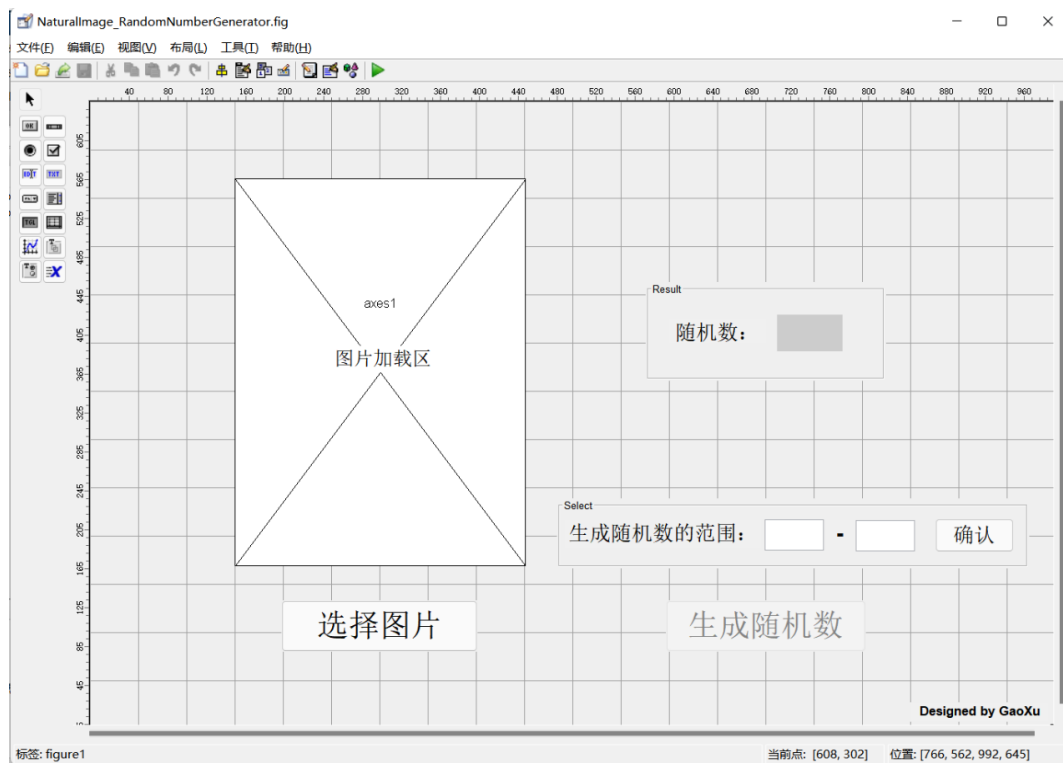 NaturalImage_RandomNumberGenerator.fig
文件(F) 编辑(E) 视图(V) 布局(L) 工具(T) 帮助(H)
40 80 120 160 200 240 280 320 360 400 440 480 520 560 600 640 680 720 760 800 840 880 920 960
605
565
525
485
445
405
365
325
285
245
205
165
125
85
45
axes1
图片加载区
Result
随机数：
Select
生成随机数的范围： - 确认
选择图片
生成随机数
Designed by GaoXu
标签: figure1 当前点: [608, 302] 位置: [766, 562, 992, 645]